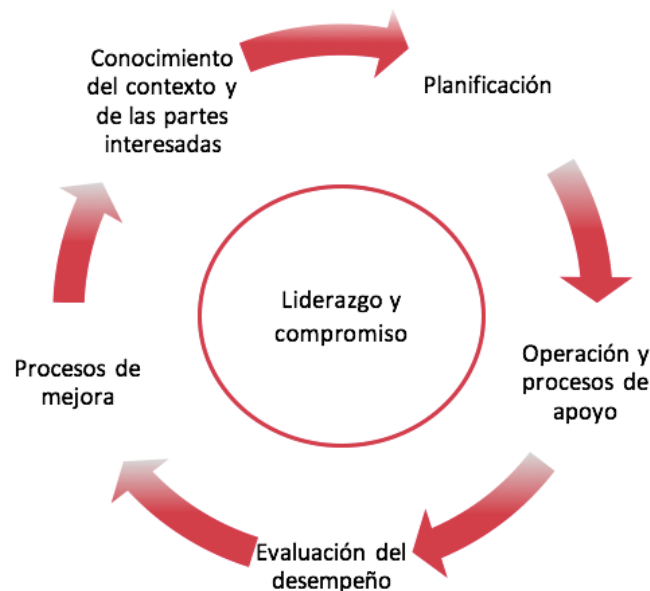 Conocimiento
del contexto y
de las partes
interesadas
Planificación
Operación y
procesos de
apoyo
Evaluación del
desempeño
Procesos de
mejora
Liderazgo y
compromiso